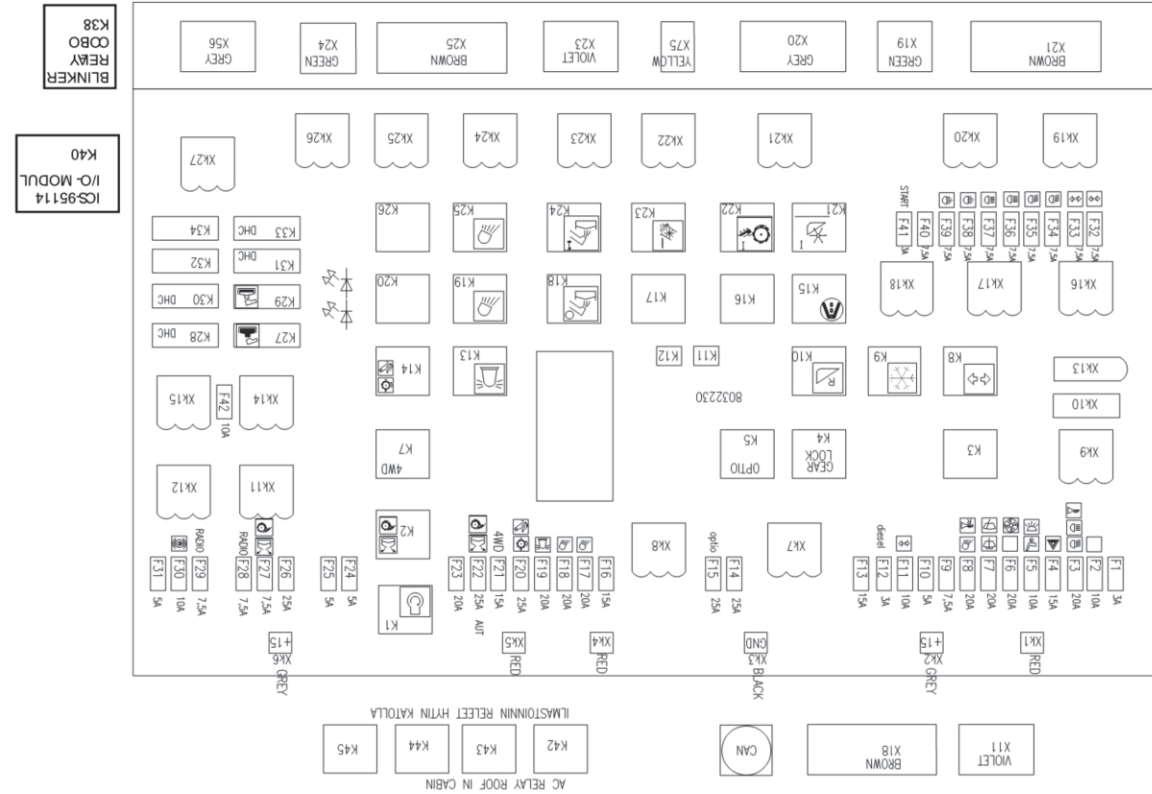 BLINKER
RELAY
COBO
K38
ICS-95114
I/O- MODUL
K40
GREY
X56
GREEN
X24
BROWN
X25
VIOLET
X23
YELLOW
X75
GREY
X20
GREEN
X19
BROWN
X21
Xk27
Xk26
Xk25
Xk24
Xk23
Xk22
Xk21
Xk20
Xk19
K34
K33 DHC
K26
K25
K24
K23
I
K22
I
K21
I
START
F41 3A
F40 7,5A
F39 7,5A
F38 7,5A
F37 7,5A
F36 7,5A
F35 7,5A
F34 7,5A
F33 7,5A
F32 7,5A
K32
K31 DHC
K30 DHC
K29
K20
K19
K18
K17
K16
K15
Xk18
Xk17
Xk16
K28 DHC
K27
K14
K13
K12
K11
8032230
K10
R
K9
K8
Xk13
Xk10
Xk15
F42 10A
Xk14
K7
4WD
K5
OPTIO
K4
GEAR
LOCK
K3
Xk9
Xk12
Xk11
K2
Xk8
Xk7
F31 5A
F30 10A
RADIO F29 7,5A
RADIO F28 7,5A
F27 7,5A
F26 25A
F25 5A
F24 5A
K1
F23 20A
F22 25A AUT
4WD F21 15A
F20 25A
F19 20A
F18 20A
F17 20A
F16 15A
optio F15 25A
F14 25A
F13 15A
diesel F12 3A
F11 10A
F10 5A
F9 7,5A
F8 20A
F7 20A
F6 20A
F5 10A
F4 15A
F3 20A
F2 10A
F1 3A
+15
Xk6 GREY
Xk5
RED
Xk4
RED
GND
Xk3 BLACK
+15
Xk2 GREY
Xk1
RED
ILMASTOINNIN RELEET HYTIN KATOLLA
K45
K44
K43
K42
AC RELAY ROOF IN CABIN
CAN
BROWN
X18
VIOLET
X11